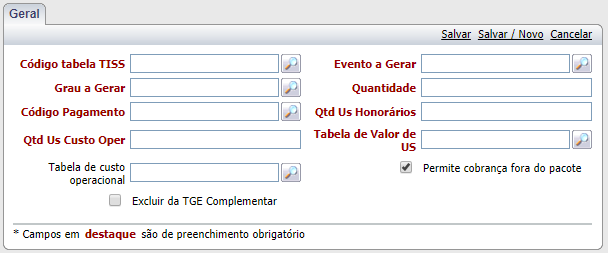 Geral
Salvar Salvar / Novo Cancelar
Código tabela TISS Evento a Gerar
Grau a Gerar Quantidade
Código Pagamento Qtd Us Honorários
Qtd Us Custo Oper Tabela de Valor de
US
Tabela de custo
operacional Permite cobrança fora do pacote
Excluir da TGE Complementar
* Campos em destaque são de preenchimento obrigatório